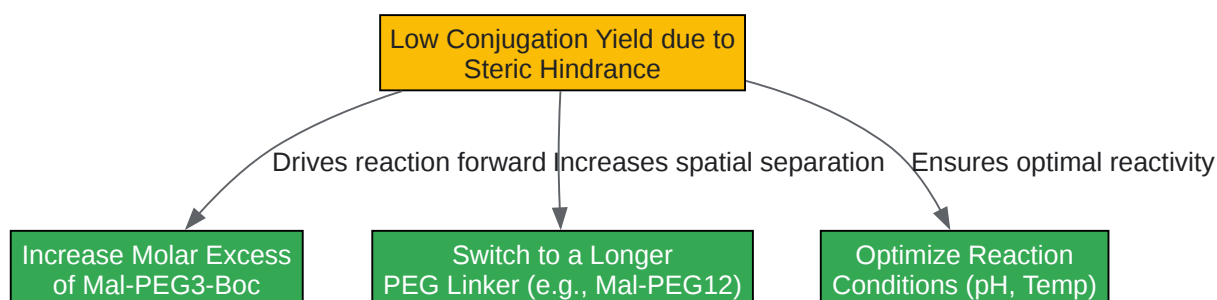 Low Conjugation Yield due to
Steric Hindrance
Drives reaction forward
Increases spatial separation
Ensures optimal reactivity
Increase Molar Excess
of Mal-PEG3-Boc
Switch to a Longer
PEG Linker (e.g., Mal-PEG12)
Optimize Reaction
Conditions (pH, Temp)